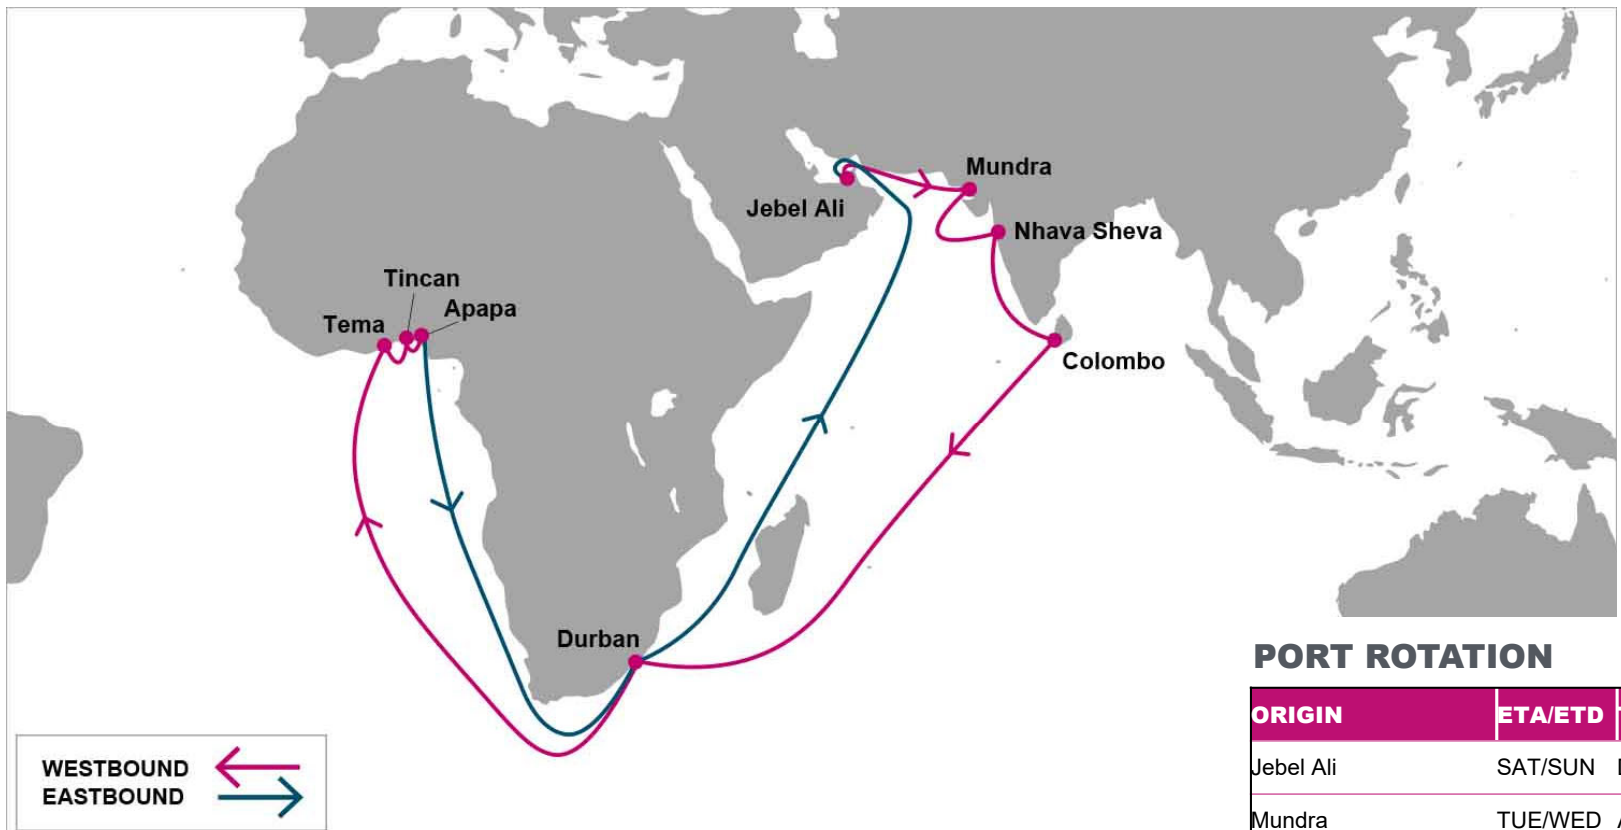 Mundra
Jebel Ali
Nhava Sheva
Tincan
Apapa
Tema
Colombo
Durban
WESTBOUND
EASTBOUND
PORT ROTATION
ORIGIN ETA/ETD
Jebel Ali SAT/SUN
Mundra TUE/WED